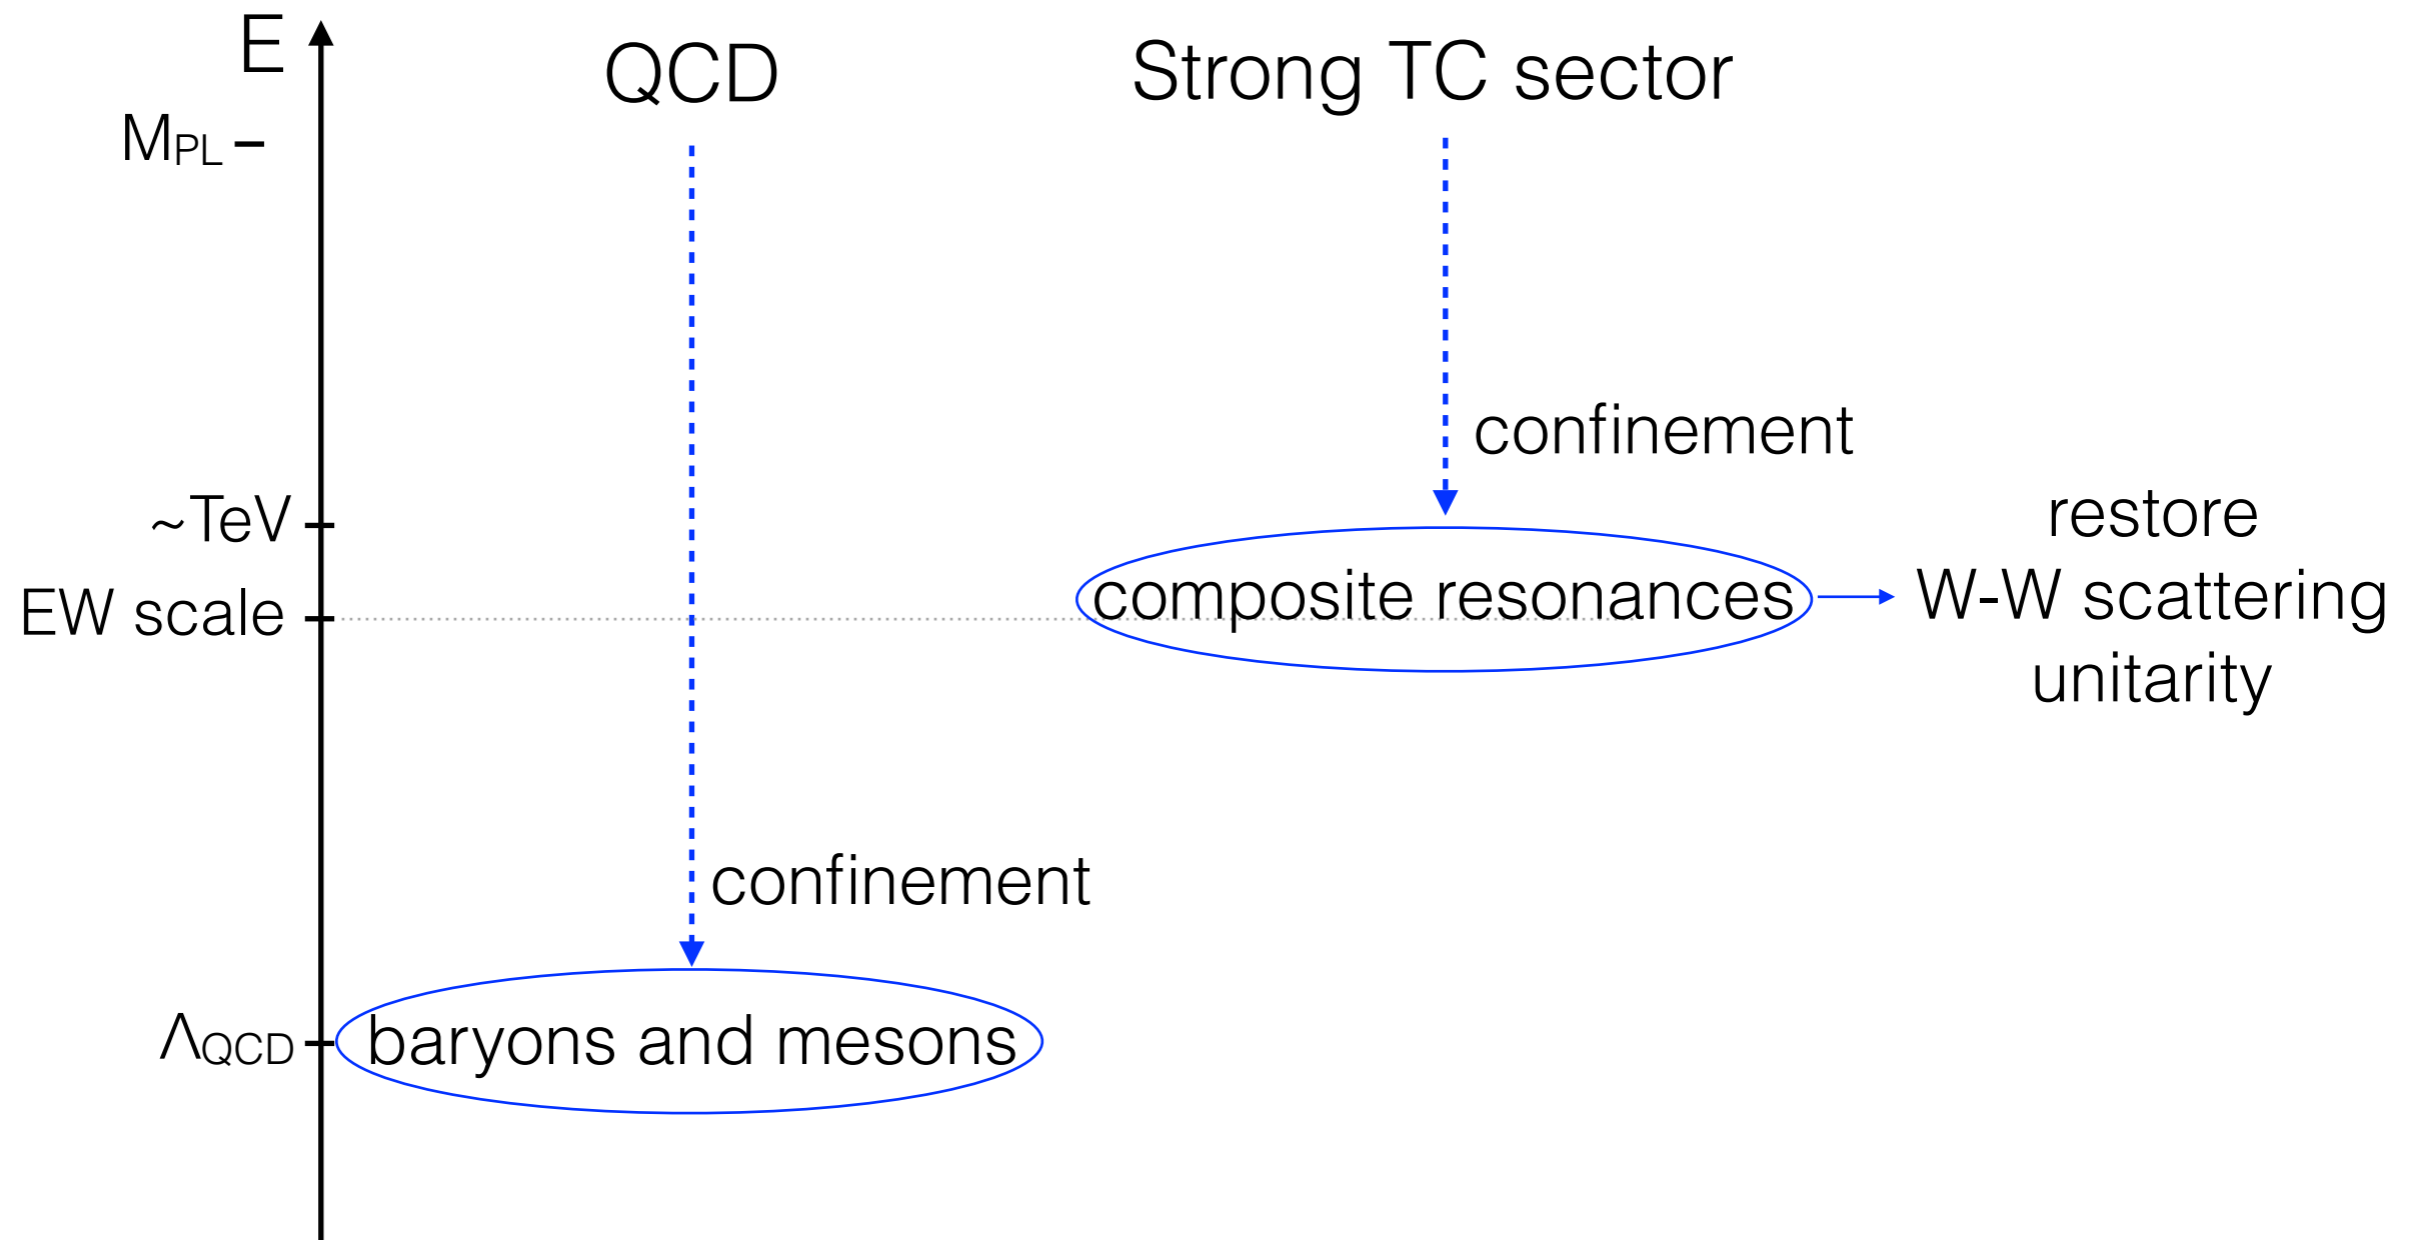 E
QCD
Strong TC sector
MPL
confinement
~TeV
restore
composite resonances
W-W scattering
EW scale
unitarity
confinement
ΛQCD
baryons and mesons